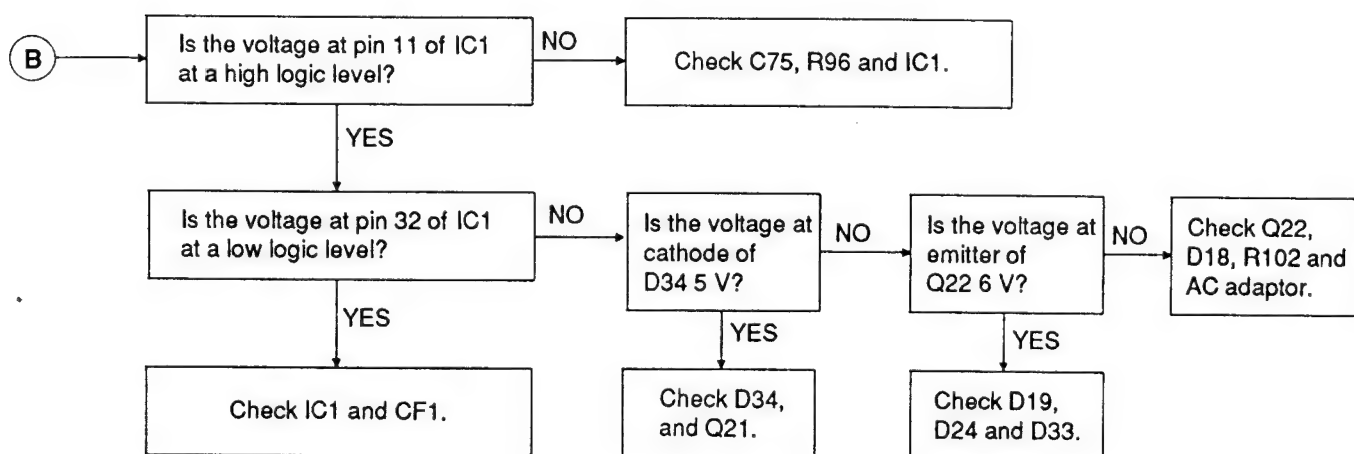 B
Is the voltage at pin 11 of IC1
at a high logic level?
NO
Check C75, R96 and IC1.
YES
Is the voltage at pin 32 of IC1
at a low logic level?
NO
Is the voltage at
cathode of
D34 5 V?
NO
Is the voltage at
emitter of
Q22 6 V?
NO
Check Q22,
D18, R102 and
AC adaptor.
YES
YES
YES
Check IC1 and CF1.
Check D34,
and Q21.
Check D19,
D24 and D33.